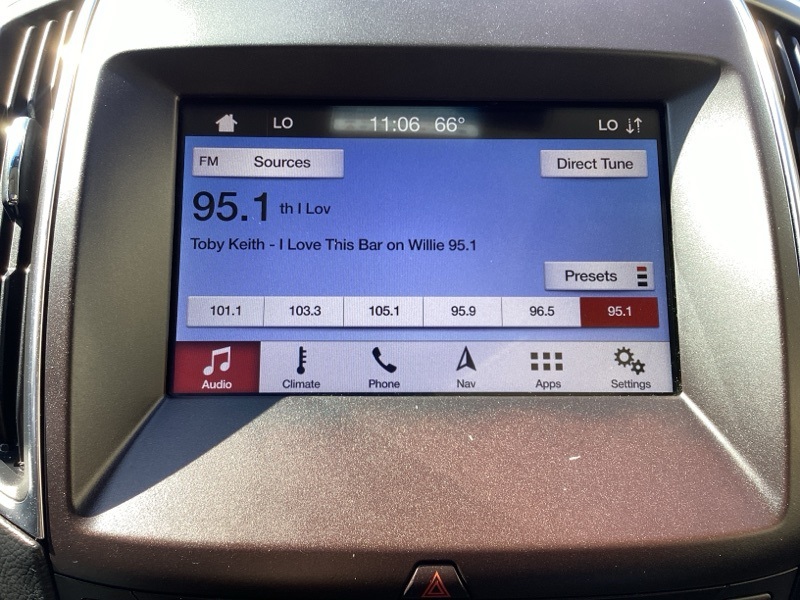 LO 11:06 66° LO
FM Sources Direct Tune
95.1 th I Lov
Toby Keith - I Love This Bar on Willie 95.1
Presets
101.1 103.3 105.1 95.9 96.5 95.1
Audio Climate Phone Nav Apps Settings